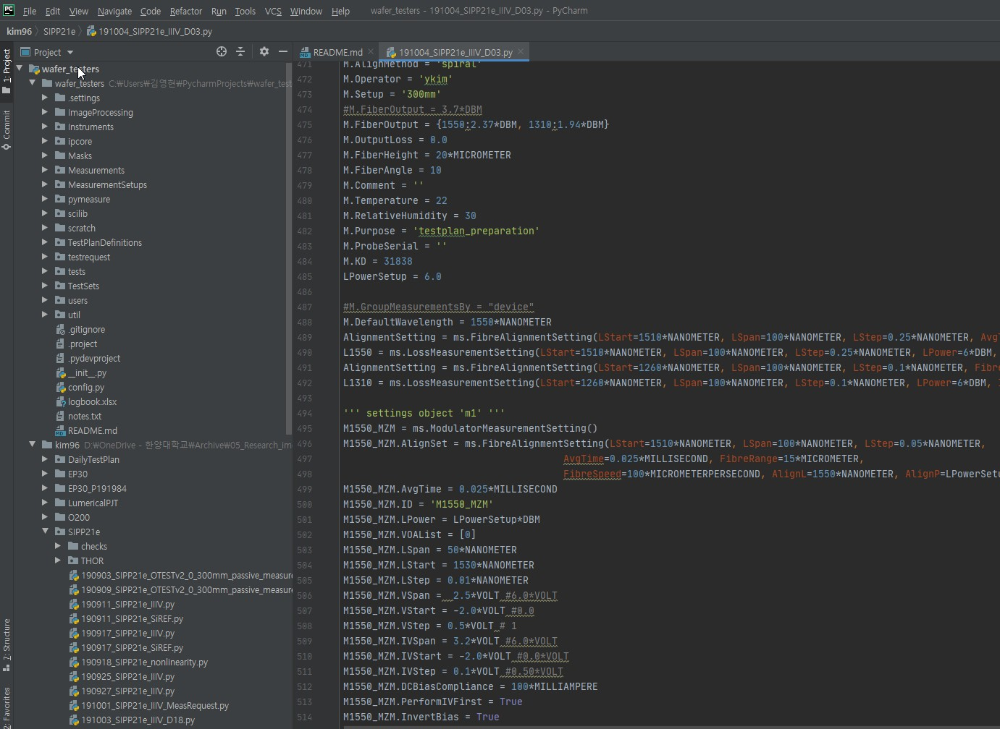 PC File Edit View Navigate Code Refactor Run Tools VCS Window Help wafer_testers - 191004_SIPP21e_IIIV_D03.py - PyCharm
kim96 SIPP21e 191004_SIPP21e_IIIV_D03.py
1: Project
Commit
7: Structure
2: Favorites
Project
wafer_testers
wafer_testers C:\Users\김영현\PycharmProjects\wafer_test
.settings
ImageProcessing
Instruments
ipcore
Masks
Measurements
MeasurementSetups
pymeasure
scilib
scratch
TestPlanDefinitions
testrequest
tests
TestSets
users
util
.gitignore
.project
.pydevproject
__init__.py
config.py
logbook.xlsx
notes.txt
README.md
kim96 D:\OneDrive - 한양대학교\Archive\05_Research_im
DailyTestPlan
EP30
EP30_P191984
LumericalPJT
O200
SIPP21e
checks
THOR
190903_SIPP21e_OTESTv2_0_300mm_passive_measure
190909_SIPP21e_OTESTv2_0_300mm_passive_measure
190911_SIPP21e_IIIV.py
190911_SIPP21e_SiREF.py
190917_SIPP21e_IIIV.py
190917_SIPP21e_SiREF.py
190918_SIPP21e_nonlinearity.py
190925_SIPP21e_IIIV.py
190927_SIPP21e_IIIV.py
191001_SIPP21e_IIIV_MeasRequest.py
191003_SIPP21e_IIIV_D18.py
README.md 191004_SIPP21e_IIIV_D03.py
471 M.AlignMethod = 'spiral'
472 M.Operator = 'ykim'
473 M.Setup = '300mm'
474 #M.FiberOutput = 3.7*DBM
475 M.FiberOutput = {1550:2.37*DBM, 1310:1.94*DBM}
476 M.OutputLoss = 0.0
477 M.FiberHeight = 20*MICROMETER
478 M.FiberAngle = 10
479 M.Comment = ''
480 M.Temperature = 22
481 M.RelativeHumidity = 30
482 M.Purpose = 'testplan_preparation'
483 M.ProbeSerial = ''
484 M.KD = 31838
485 LPowerSetup = 6.0
486
487 #M.GroupMeasurementsBy = "device"
488 M.DefaultWavelength = 1550*NANOMETER
489 AlignmentSetting = ms.FibreAlignmentSetting(LStart=1510*NANOMETER, LSpan=100*NANOMETER, LStep=0.25*NANOMETER, Avg
490 L1550 = ms.LossMeasurementSetting(LStart=1510*NANOMETER, LSpan=100*NANOMETER, LStep=0.25*NANOMETER, LPower=6*DBM,
491 AlignmentSetting = ms.FibreAlignmentSetting(LStart=1260*NANOMETER, LSpan=100*NANOMETER, LStep=0.1*NANOMETER, Fibre
492 L1310 = ms.LossMeasurementSetting(LStart=1260*NANOMETER, LSpan=100*NANOMETER, LStep=0.1*NANOMETER, LPower=6*DBM,
493
494 ''' settings object 'm1' '''
495 M1550_MZM = ms.ModulatorMeasurementSetting()
496 M1550_MZM.AlignSet = ms.FibreAlignmentSetting(LStart=1510*NANOMETER, LSpan=100*NANOMETER, LStep=0.05*NANOMETER,
497 AvgTime=0.025*MILLISECOND, FibreRange=15*MICROMETER,
498 FibreSpeed=100*MICROMETERPERSECOND, AlignL=1550*NANOMETER, AlignP=LPowerSetu
499 M1550_MZM.AvgTime = 0.025*MILLISECOND
500 M1550_MZM.ID = 'M1550_MZM'
501 M1550_MZM.LPower = LPowerSetup*DBM
502 M1550_MZM.VOAList = [0]
503 M1550_MZM.LSpan = 50*NANOMETER
504 M1550_MZM.LStart = 1530*NANOMETER
505 M1550_MZM.LStep = 0.01*NANOMETER
506 M1550_MZM.VSpan =  2.5*VOLT #6.0*VOLT
507 M1550_MZM.VStart = -2.0*VOLT #0.0
508 M1550_MZM.VStep = 0.5*VOLT # 1
509 M1550_MZM.IVSpan = 3.2*VOLT #6.0*VOLT
510 M1550_MZM.IVStart = -2.0*VOLT #0.0*VOLT
511 M1550_MZM.IVStep = 0.1*VOLT #0.50*VOLT
512 M1550_MZM.DCBiasCompliance = 100*MILLIAMPERE
513 M1550_MZM.PerformIVFirst = True
514 M1550_MZM.InvertBias = True